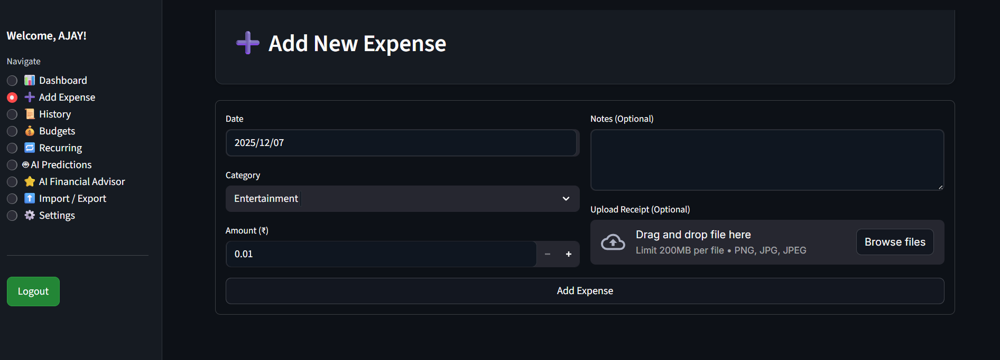 Welcome, AJAY!
Navigate
Dashboard
Add Expense
History
Budgets
Recurring
AI Predictions
AI Financial Advisor
Import / Export
Settings
Logout
Add New Expense
Date
2025/12/07
Category
Entertainment
Amount (₹)
0.01
Notes (Optional)
Upload Receipt (Optional)
Drag and drop file here
Limit 200MB per file • PNG, JPG, JPEG
Browse files
Add Expense